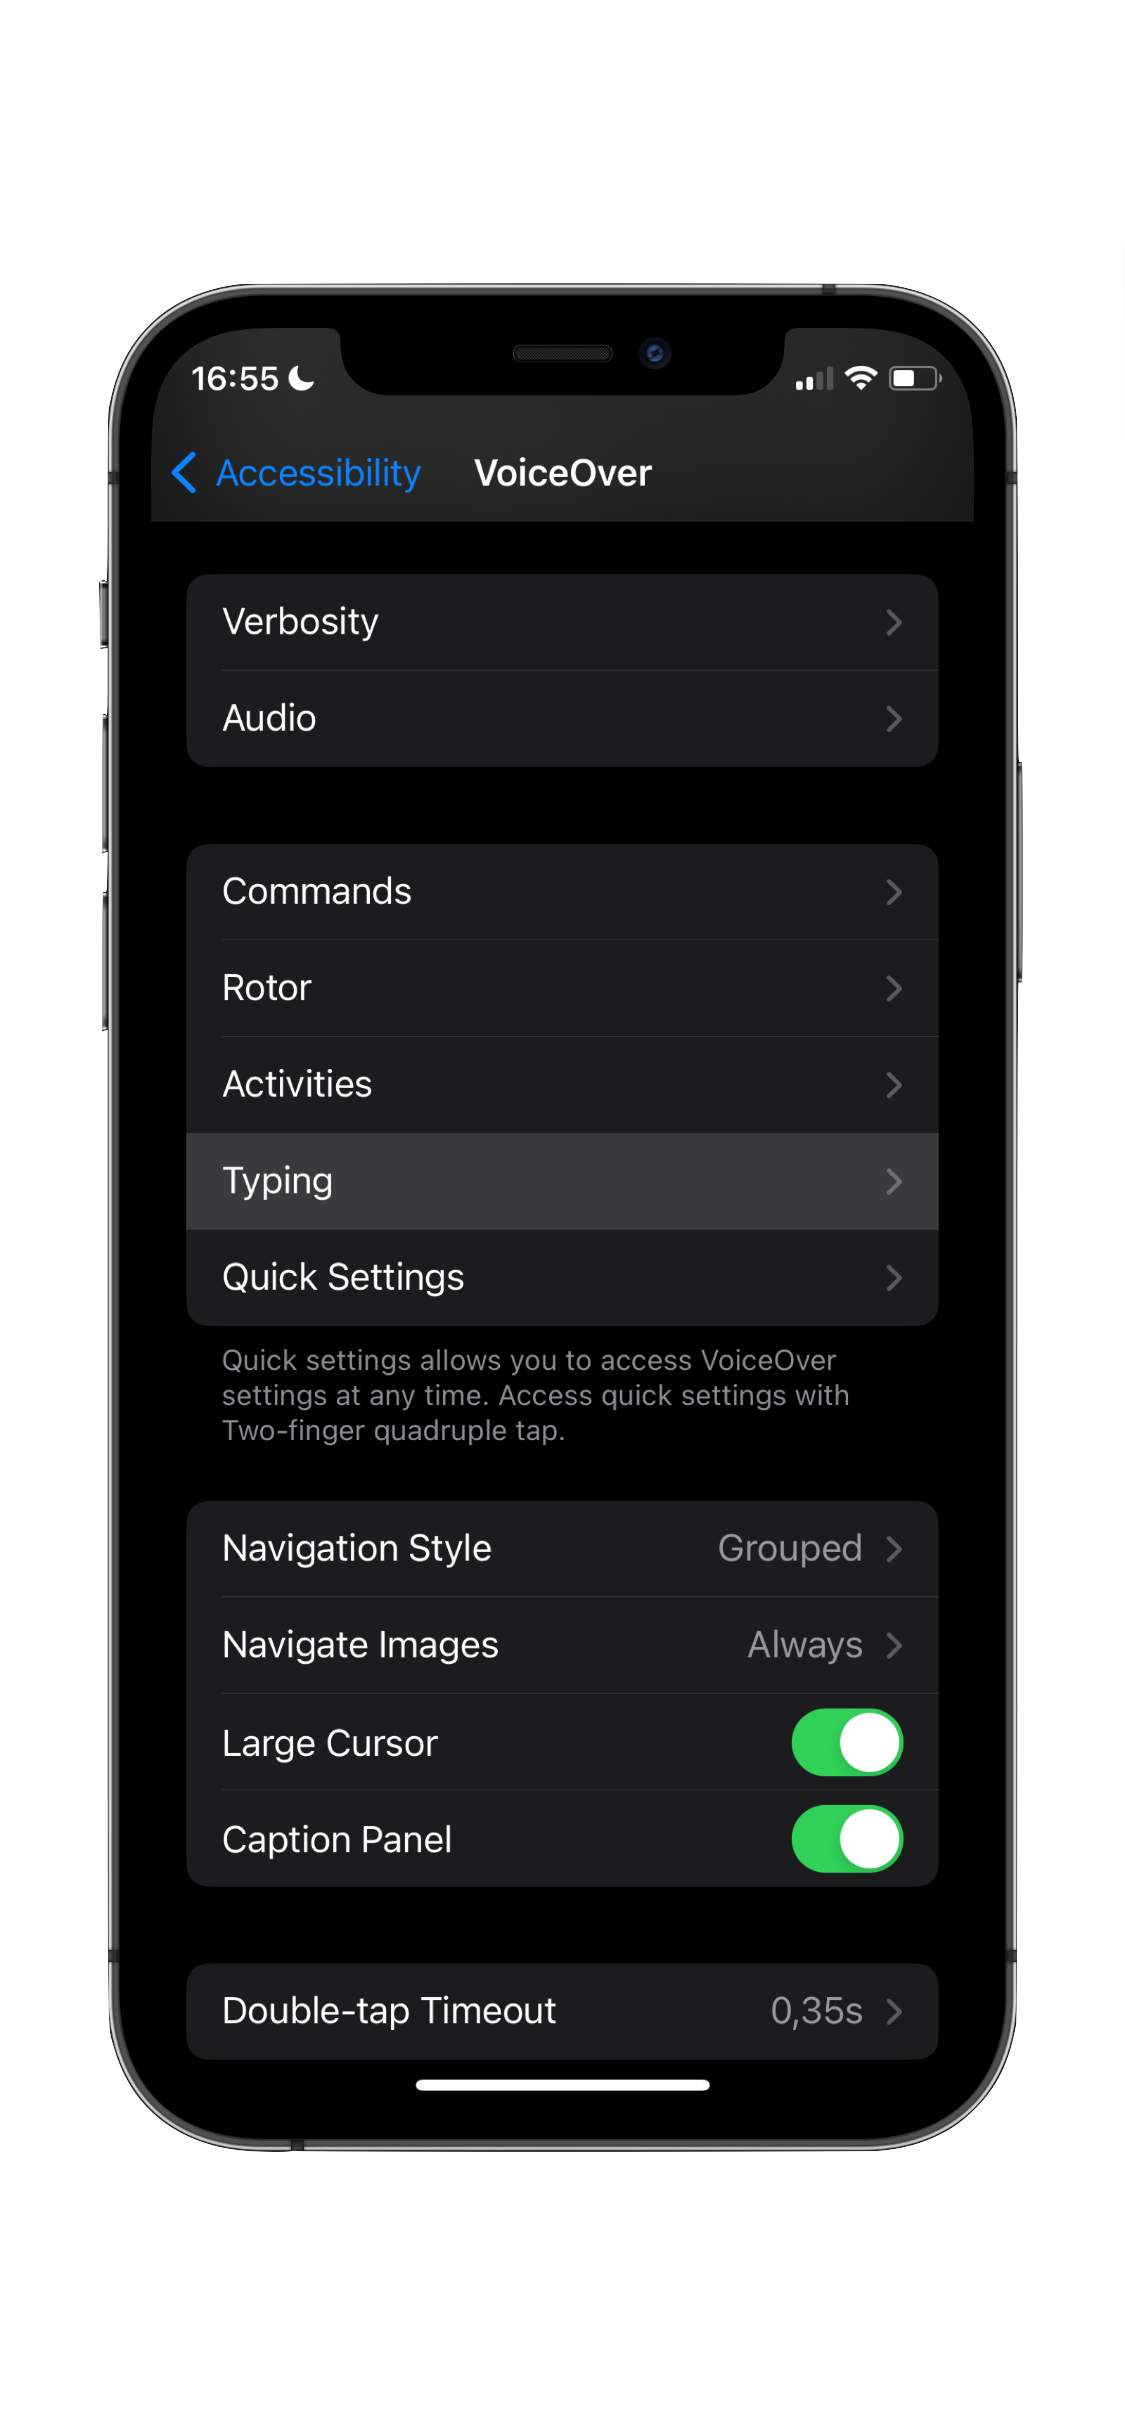 16:55
Accessibility VoiceOver
Verbosity
Audio
Commands
Rotor
Activities
Typing
Quick Settings
Quick settings allows you to access VoiceOver
settings at any time. Access quick settings with
Two-finger quadruple tap.
Navigation Style Grouped
Navigate Images Always
Large Cursor
Caption Panel
Double-tap Timeout 0,35s